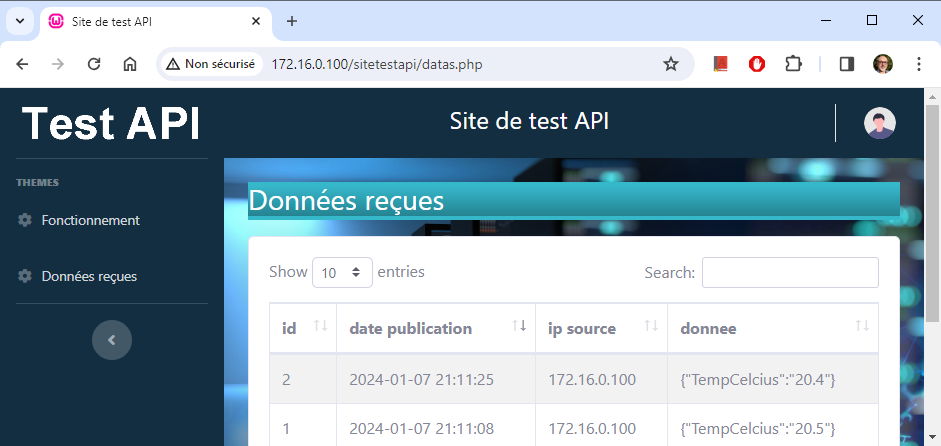 Site de test API
Non sécurisé
172.16.0.100/sitetestapi/datas.php
Test API
Site de test API
THEMES
Fonctionnement
Données reçues
Données reçues
Show 10 entries
Search:
id date publication ip source donnee
2 2024-01-07 21:11:25 172.16.0.100 {"TempCelcius":"20.4"}
1 2024-01-07 21:11:08 172.16.0.100 {"TempCelcius":"20.5"}